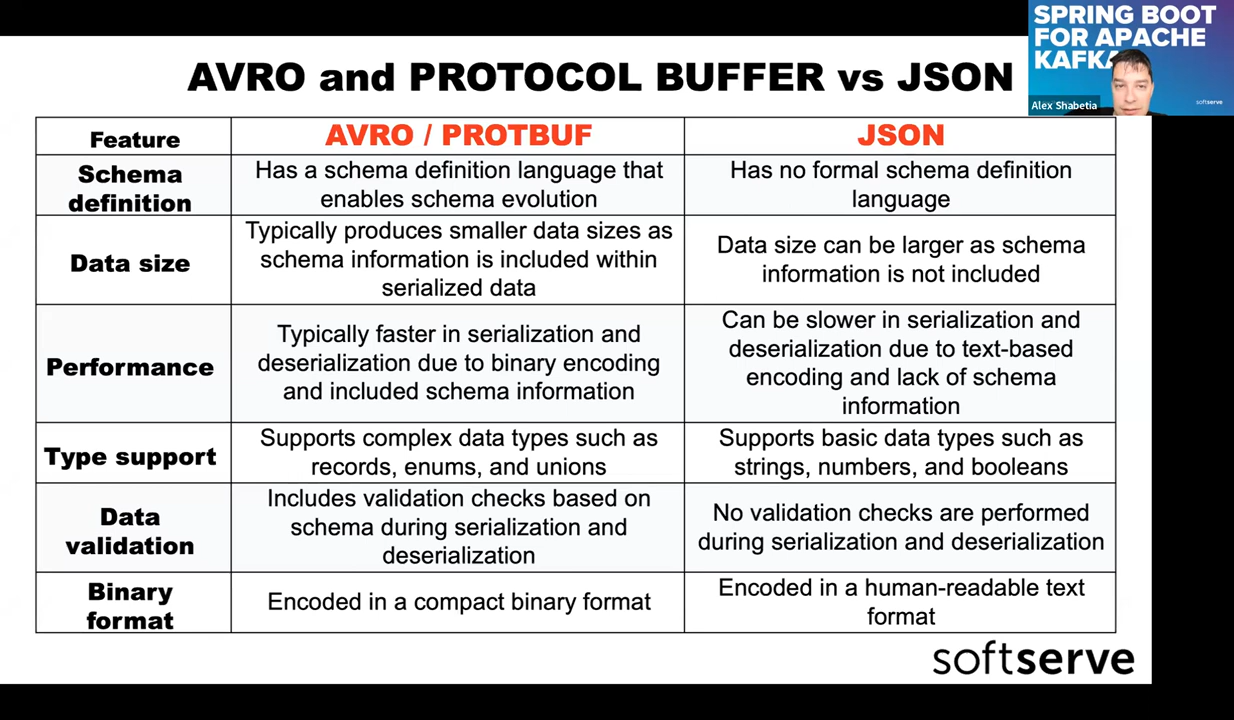 SPRING BOOT
FOR APACHE
KAFKA
Alex Shabetia
softserve
AVRO and PROTOCOL BUFFER vs JSON
Feature
AVRO / PROTBUF
JSON
Schema
definition
Has a schema definition language that
enables schema evolution
Has no formal schema definition
language
Data size
Typically produces smaller data sizes as
schema information is included within
serialized data
Data size can be larger as schema
information is not included
Performance
Typically faster in serialization and
deserialization due to binary encoding
and included schema information
Can be slower in serialization and
deserialization due to text-based
encoding and lack of schema
information
Type support
Supports complex data types such as
records, enums, and unions
Supports basic data types such as
strings, numbers, and booleans
Data
validation
Includes validation checks based on
schema during serialization and
deserialization
No validation checks are performed
during serialization and deserialization
Binary
format
Encoded in a compact binary format
Encoded in a human-readable text
format
softserve